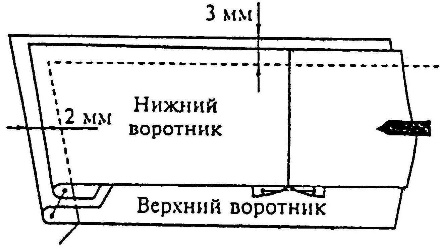 3 мм
2 мм
Нижний
воротник
Верхний воротник